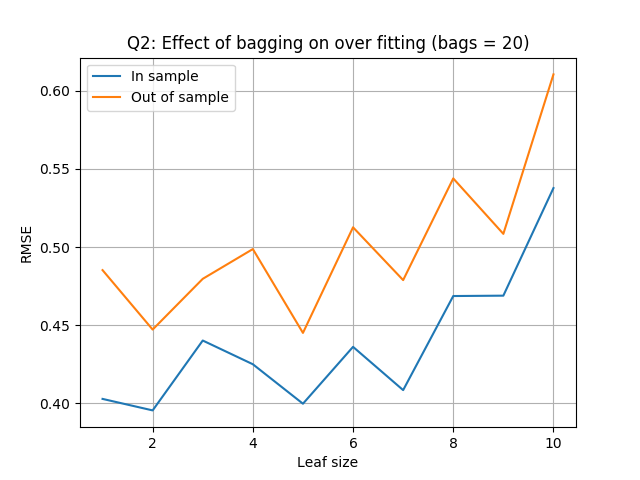 Q2: Effect of bagging on over fitting (bags = 20)
In sample
Out of sample
0.60
0.55
0.50
0.45
0.40
RMSE
2 4 6 8 10
Leaf size